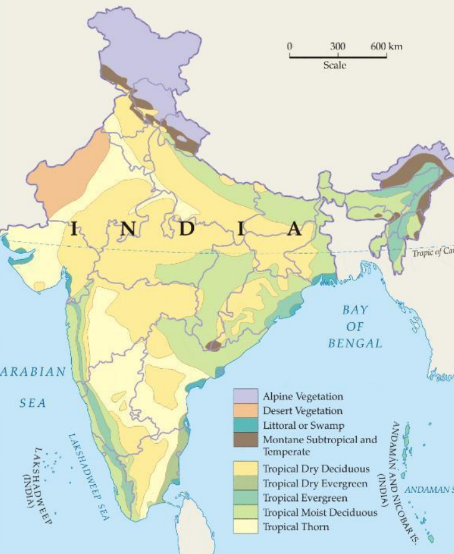 0 300 600 km
Scale
I N D I A
Tropic of Can
BAY
OF
BENGAL
ARABIAN
SEA
LAKSHADWEEP
(INDIA)
LAKSHADWEEP SEA
Alpine Vegetation
Desert Vegetation
Littoral or Swamp
Montane Subtropical and
Temperate
Tropical Dry Deciduous
Tropical Dry Evergreen
Tropical Evergreen
Tropical Moist Deciduous
Tropical Thorn
ANDAMAN AND NICOBAR IS.
(INDIA)
ANDAMAN S